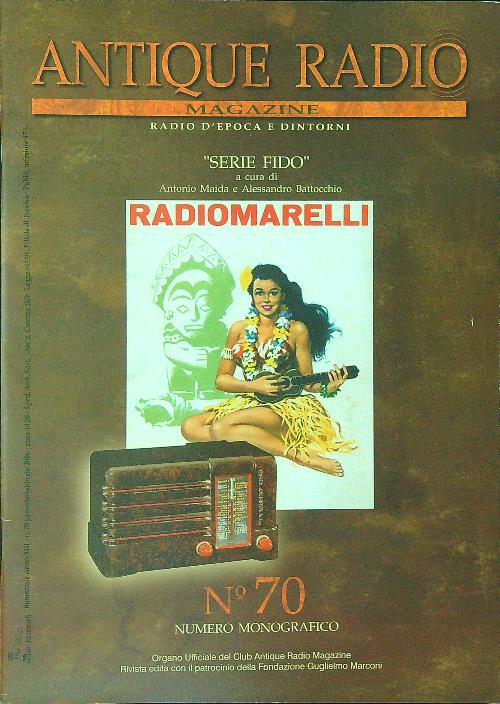 ANTIQUE RADIO
MAGAZINE
RADIO D'EPOCA E DINTORNI
"SERIE FIDO"
a cura di
Antonio Maida e Alessandro Battocchio
RADIOMARELLI
Nº 70
NUMERO MONOGRAFICO
Organo Ufficiale del Club Antique Radio Magazine
Rivista edita con il patrocinio della Fondazione Guglielmo Marconi